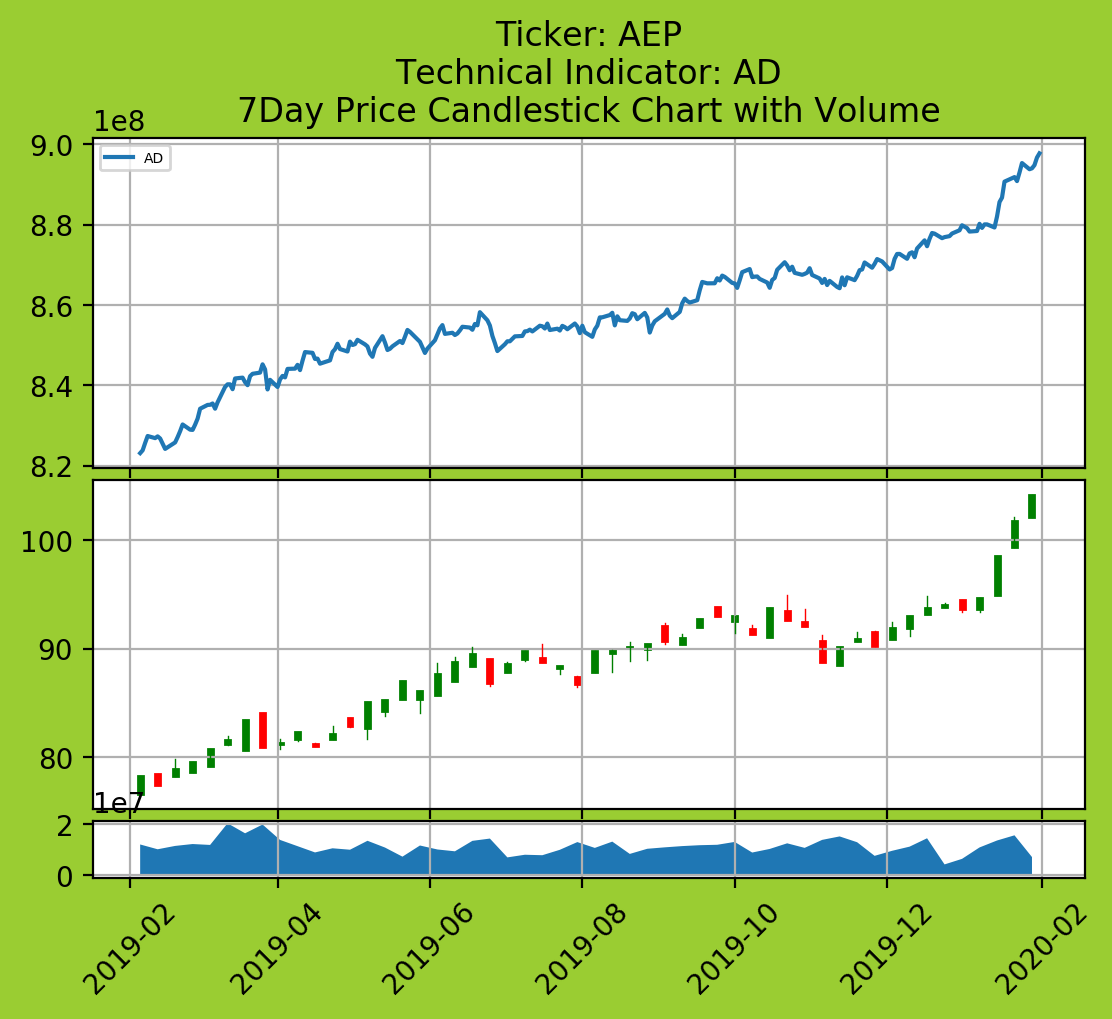 Ticker: AEP
Technical Indicator: AD
7Day Price Candlestick Chart with Volume
1e8
9.0
AD
8.8
8.6
8.4
8.2
100
90
80
1e7
2
0
2019-02
2019-04
2019-06
2019-08
2019-10
2019-12
2020-02